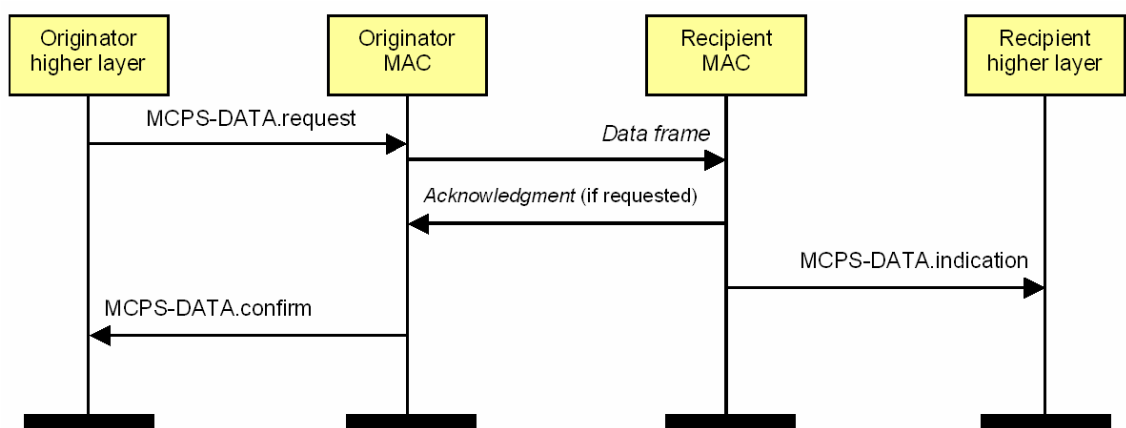 Originator
higher layer
Originator
MAC
Recipient
MAC
Recipient
higher layer
MCPS-DATA.request
Data frame
Acknowledgment (if requested)
MCPS-DATA.indication
MCPS-DATA.confirm